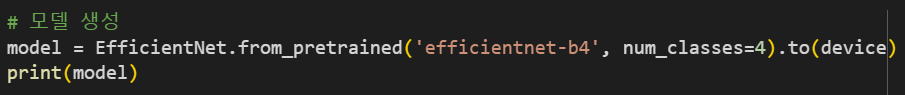 # 모델 생성
model = EfficientNet.from_pretrained('efficientnet-b4', num_classes=4).to(device)
print(model)